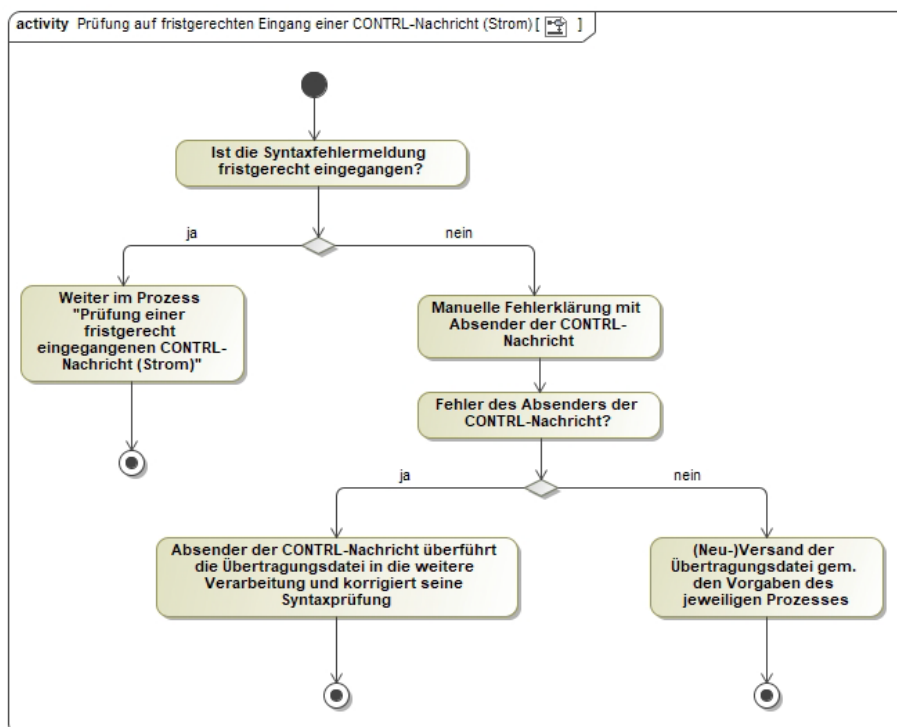 activity Prüfung auf fristgerechten Eingang einer CONTRL-Nachricht (Strom) [ ]
Ist die Syntaxfehlermeldung
fristgerecht eingegangen?
ja
nein
Weiter im Prozess
"Prüfung einer
fristgerecht
eingegangenen CONTRL-
Nachricht (Strom)"
Manuelle Fehlerklärung mit
Absender der CONTRL-
Nachricht
Fehler des Absenders der
CONTRL-Nachricht?
ja
nein
Absender der CONTRL-Nachricht überführt
die Übertragungsdatei in die weitere
Verarbeitung und korrigiert seine
Syntaxprüfung
(Neu-)Versand der
Übertragungsdatei gem.
den Vorgaben des
jeweiligen Prozesses